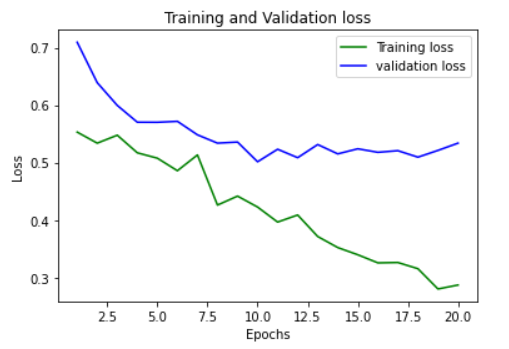 Training and Validation loss
Training loss
validation loss
0.7
0.6
0.5
0.4
0.3
Loss
2.5 5.0 7.5 10.0 12.5 15.0 17.5 20.0
Epochs